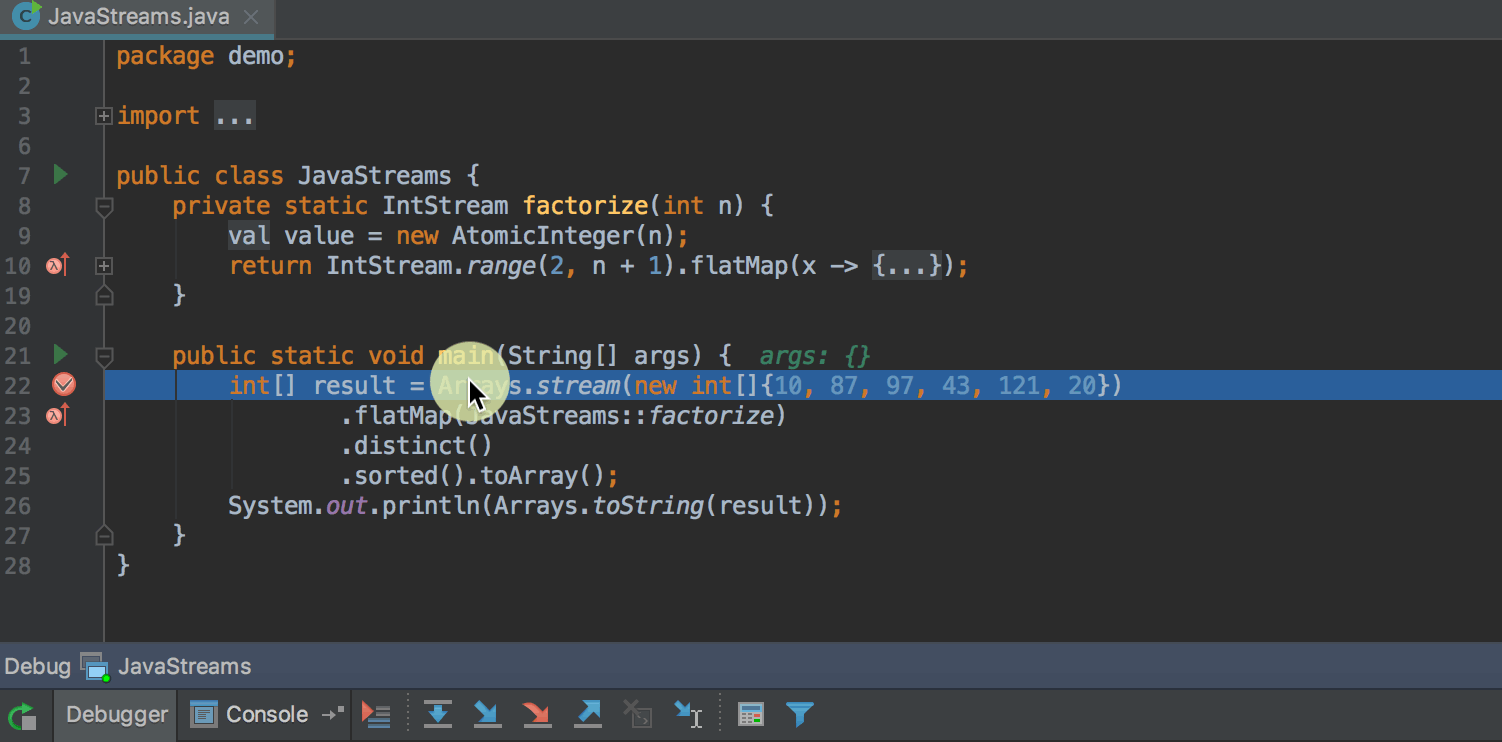 JavaStreams.java
1 package demo;
2
3 import ...
6
7 public class JavaStreams {
8 private static IntStream factorize(int n) {
9 val value = new AtomicInteger(n);
10 return IntStream.range(2, n + 1).flatMap(x -> {...});
19 }
20
21 public static void main(String[] args) { args: {}
22 int[] result = Arrays.stream(new int[]{10, 87, 97, 43, 121, 20})
23 .flatMap(JavaStreams::factorize)
24 .distinct()
25 .sorted().toArray();
26 System.out.println(Arrays.toString(result));
27 }
28 }
Debug JavaStreams
Debugger Console